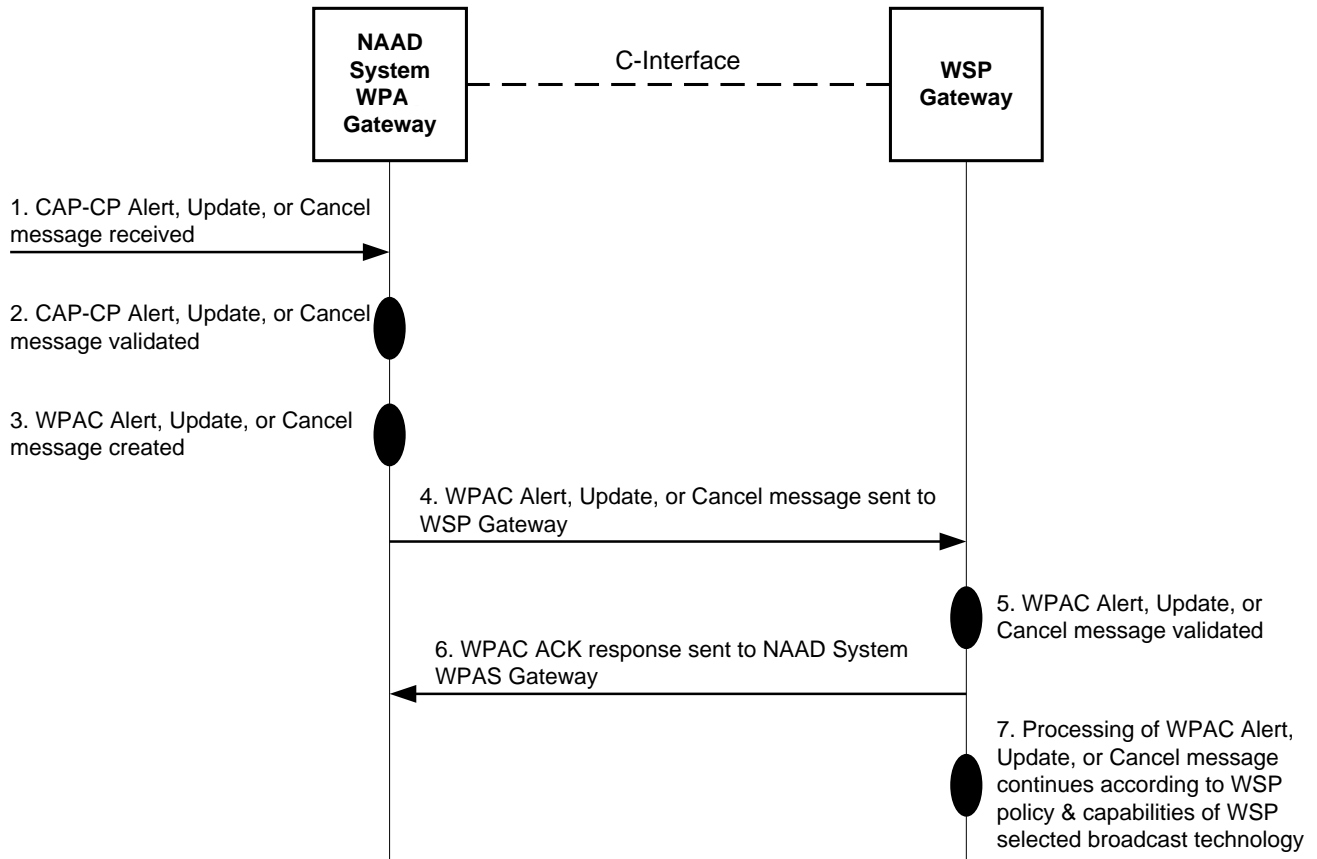 NAAD
System
WPA
Gateway
C-Interface
WSP
Gateway
1. CAP-CP Alert, Update, or Cancel
message received
2. CAP-CP Alert, Update, or Cancel
message validated
3. WPAC Alert, Update, or Cancel
message created
4. WPAC Alert, Update, or Cancel message sent to
WSP Gateway
5. WPAC Alert, Update, or
Cancel message validated
6. WPAC ACK response sent to NAAD System
WPAS Gateway
7. Processing of WPAC Alert,
Update, or Cancel message
continues according to WSP
policy & capabilities of WSP
selected broadcast technology